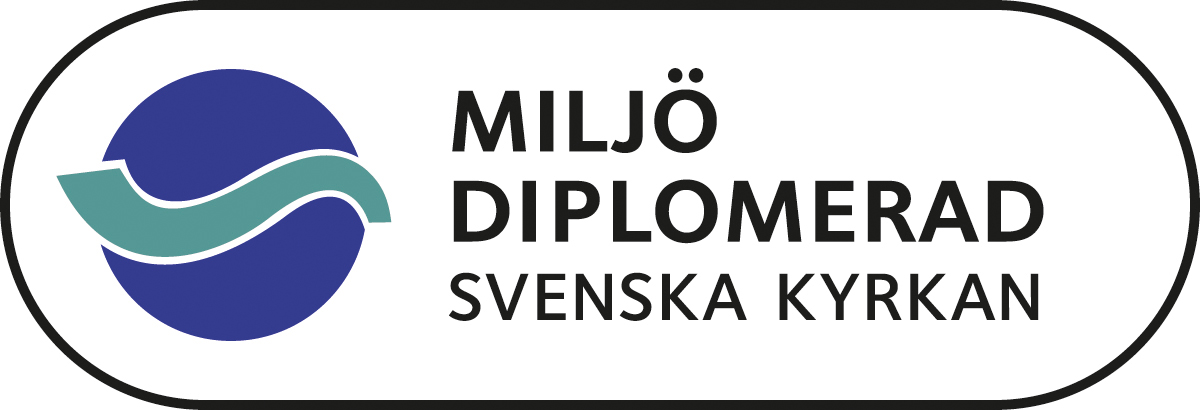 MILJÖ
DIPLOMERAD
SVENSKA KYRKAN